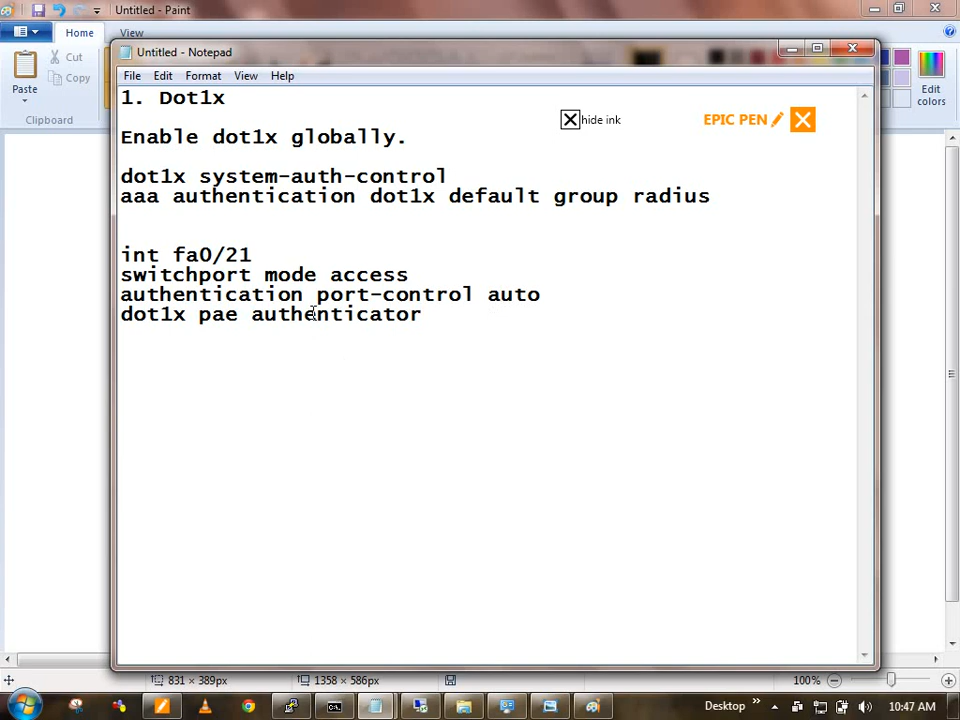 Untitled - Paint
Home
View
Cut
Copy
Paste
Clipboard
Edit
colors
Untitled - Notepad
File Edit Format View Help
1. Dot1x
hide ink
EPIC PEN
Enable dot1x globally.
dot1x system-auth-control
aaa authentication dot1x default group radius
int fa0/21
switchport mode access
authentication port-control auto
dot1x pae authenticator
831 × 389px
1358 × 586px
100%
Desktop
10:47 AM